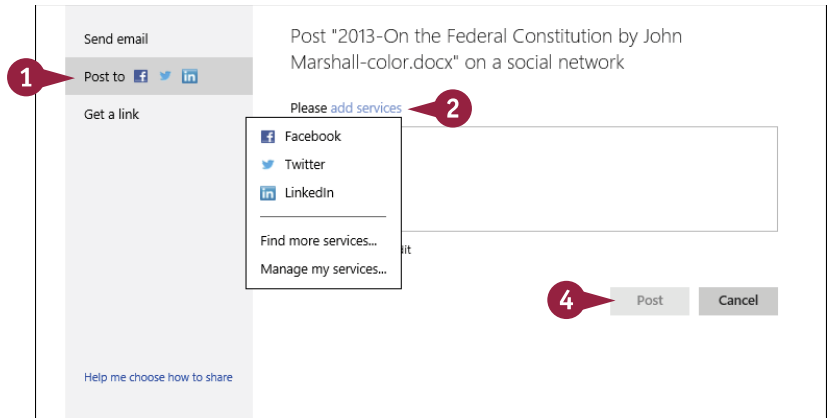 Send email
Post to
Get a link
Help me choose how to share
Post "2013-On the Federal Constitution by John
Marshall-color.docx" on a social network
Please add services
Facebook
Twitter
LinkedIn
Find more services...
Manage my services...
Post
Cancel
1
2
4